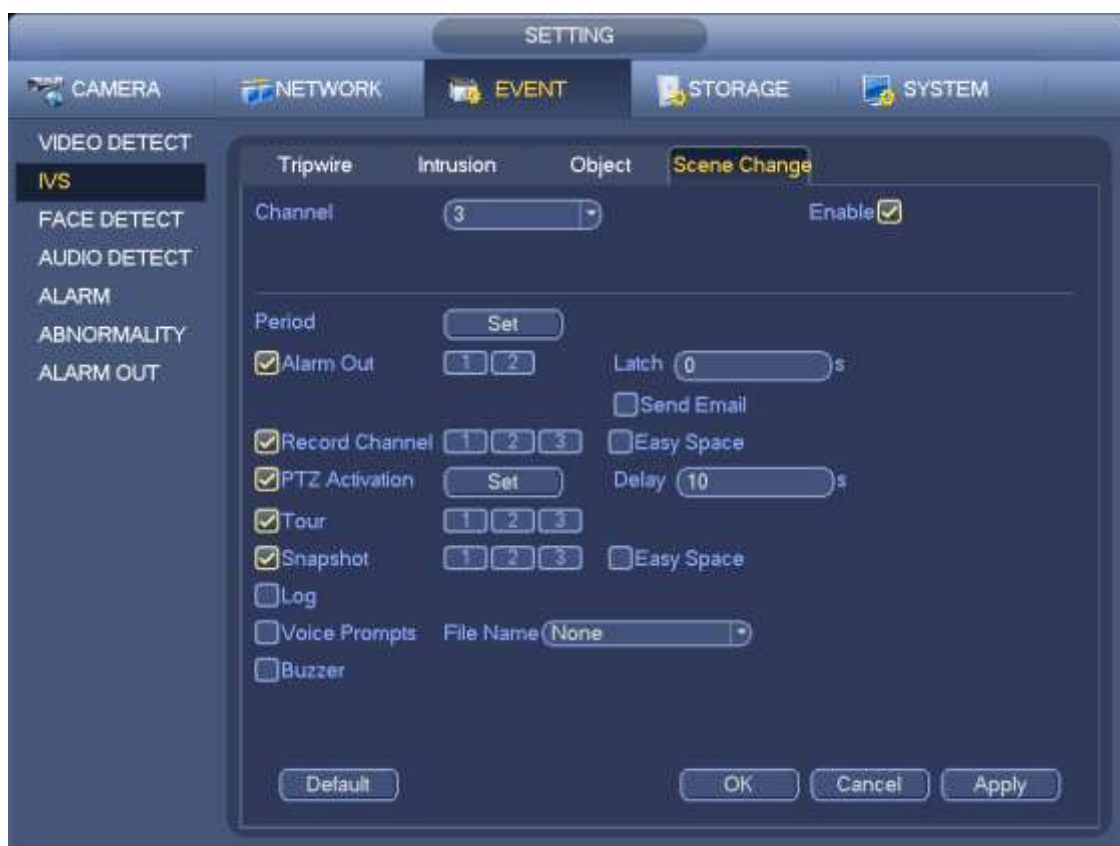 SETTING
CAMERA NETWORK EVENT STORAGE SYSTEM
VIDEO DETECT
IVS
FACE DETECT
AUDIO DETECT
ALARM
ABNORMALITY
ALARM OUT
Tripwire Intrusion Object Scene Change
Channel 3 Enable
Period Set
Alarm Out 1 2 Latch 0 s
Send Email
Record Channel 1 2 3 Easy Space
PTZ Activation Set Delay 10 s
Tour 1 2 3
Snapshot 1 2 3 Easy Space
Log
Voice Prompts File Name None
Buzzer
Default OK Cancel Apply